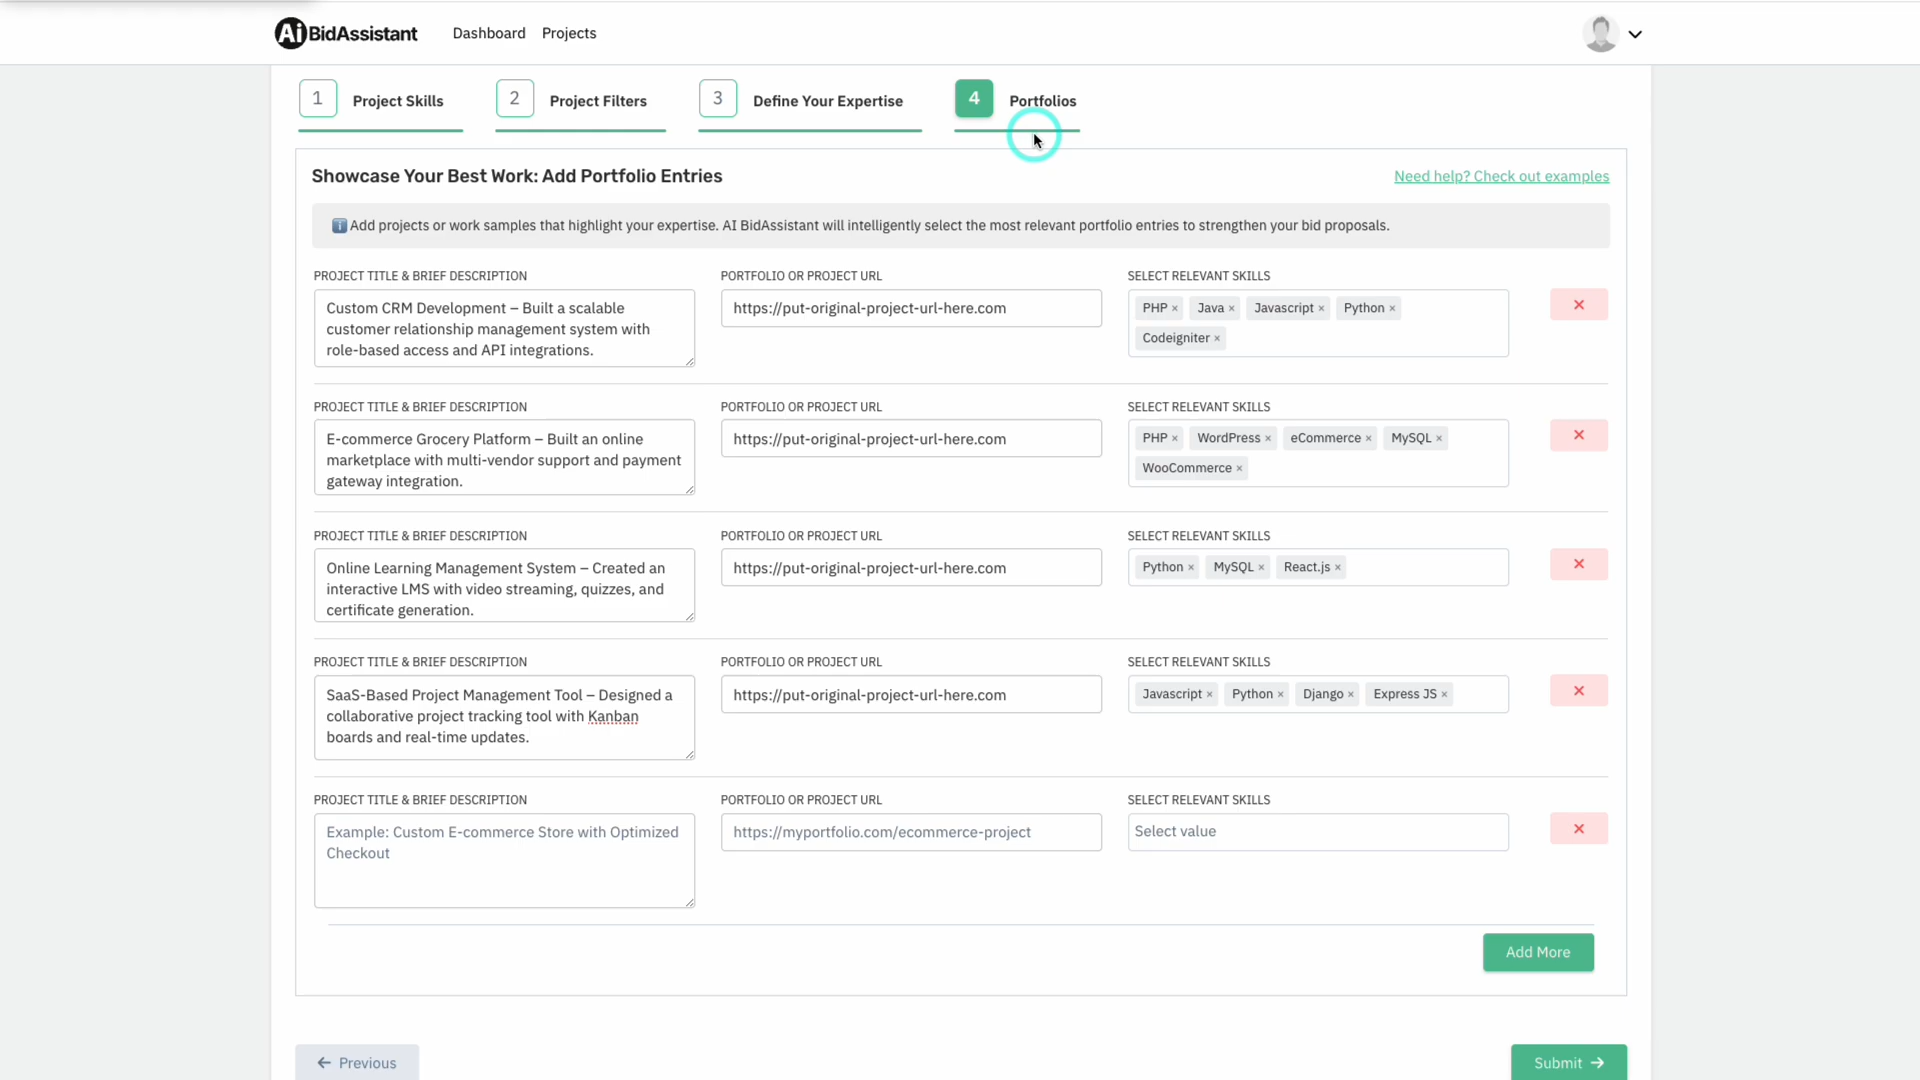 Ai BidAssistant Dashboard Projects
1 Project Skills 2 Project Filters 3 Define Your Expertise 4 Portfolios
Showcase Your Best Work: Add Portfolio Entries Need help? Check out examples
Add projects or work samples that highlight your expertise. AI BidAssistant will intelligently select the most relevant portfolio entries to strengthen your bid proposals.
PROJECT TITLE & BRIEF DESCRIPTION PORTFOLIO OR PROJECT URL SELECT RELEVANT SKILLS
Custom CRM Development – Built a scalable
customer relationship management system with
role-based access and API integrations.
https://put-original-project-url-here.com
PHP × Java × Javascript × Python ×
Codeigniter ×
PROJECT TITLE & BRIEF DESCRIPTION PORTFOLIO OR PROJECT URL SELECT RELEVANT SKILLS
E-commerce Grocery Platform – Built an online
marketplace with multi-vendor support and payment
gateway integration.
https://put-original-project-url-here.com
PHP × WordPress × eCommerce × MySQL ×
WooCommerce ×
PROJECT TITLE & BRIEF DESCRIPTION PORTFOLIO OR PROJECT URL SELECT RELEVANT SKILLS
Online Learning Management System – Created an
interactive LMS with video streaming, quizzes, and
certificate generation.
https://put-original-project-url-here.com
Python × MySQL × React.js ×
PROJECT TITLE & BRIEF DESCRIPTION PORTFOLIO OR PROJECT URL SELECT RELEVANT SKILLS
SaaS-Based Project Management Tool – Designed a
collaborative project tracking tool with Kanban
boards and real-time updates.
https://put-original-project-url-here.com
Javascript × Python × Django × Express JS ×
PROJECT TITLE & BRIEF DESCRIPTION PORTFOLIO OR PROJECT URL SELECT RELEVANT SKILLS
Example: Custom E-commerce Store with Optimized
Checkout
https://myportfolio.com/ecommerce-project
Select value
Add More
← Previous Submit →